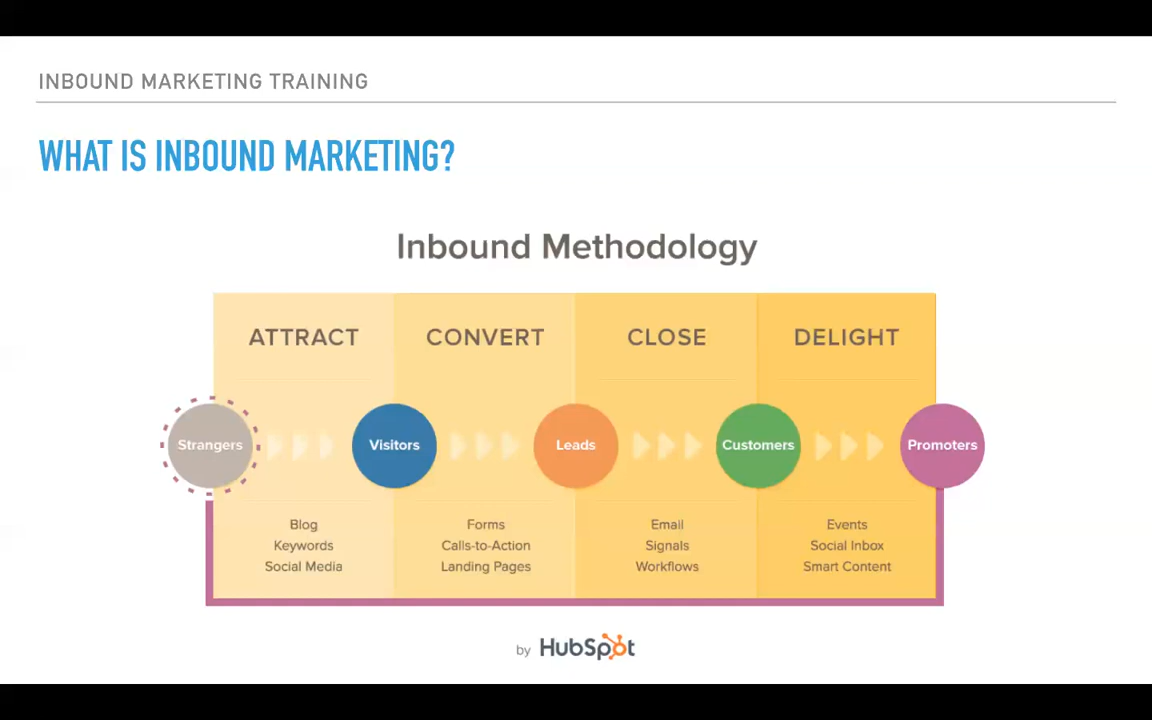 INBOUND MARKETING TRAINING
WHAT IS INBOUND MARKETING?
Inbound Methodology
ATTRACT CONVERT CLOSE DELIGHT
Strangers Visitors Leads Customers Promoters
Blog Forms Email Events
Keywords Calls-to-Action Signals Social Inbox
Social Media Landing Pages Workflows Smart Content
by HubSpot